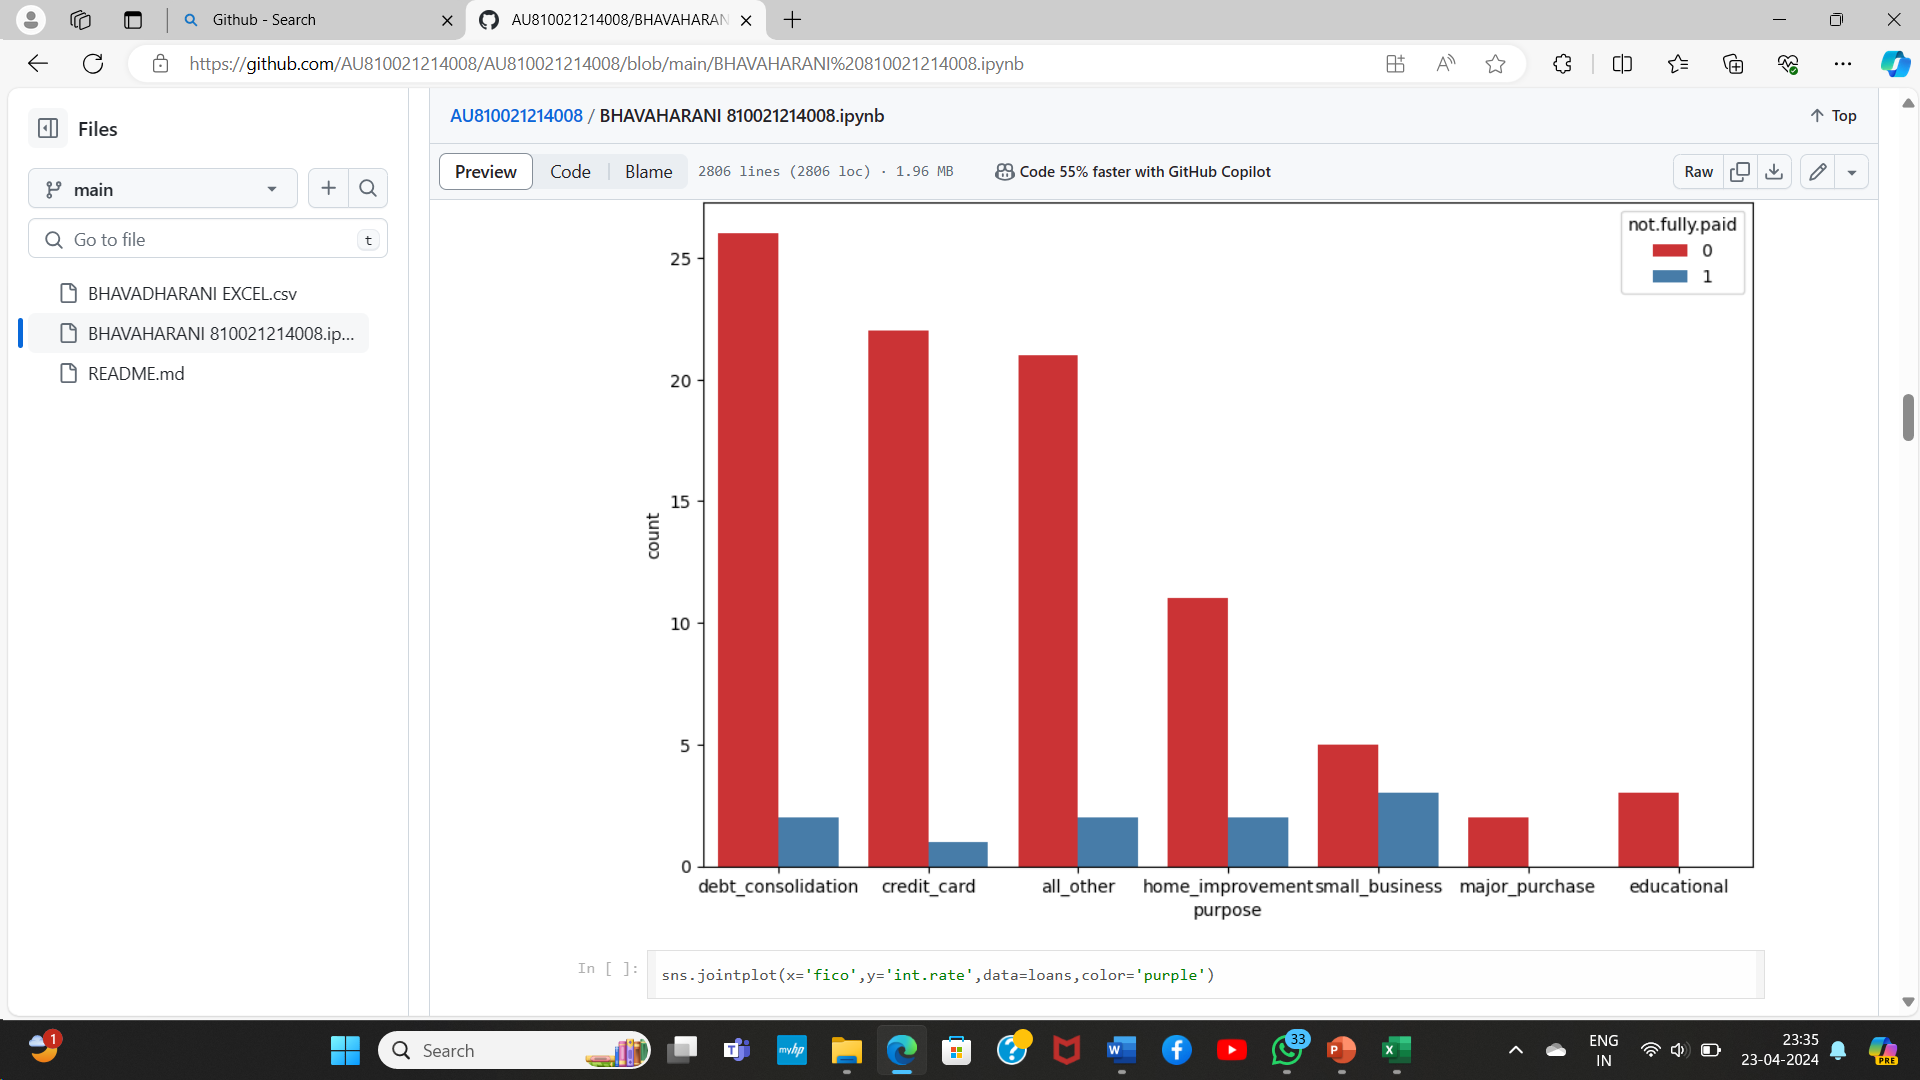 Github - Search
AU810021214008/BHAVAHARAN
https://github.com/AU810021214008/AU810021214008/blob/main/BHAVAHARANI%20810021214008.ipynb
Files
main
Go to file
t
BHAVADHARANI EXCEL.csv
BHAVAHARANI 810021214008.ip...
README.md
AU810021214008 / BHAVAHARANI 810021214008.ipynb
Top
Preview
Code
Blame
2806 lines (2806 loc) · 1.96 MB
Code 55% faster with GitHub Copilot
Raw
not.fully.paid
0
1
25
20
15
10
5
0
count
debt_consolidation
credit_card
all_other
home_improvement
small_business
major_purchase
educational
purpose
In [ ]:
sns.jointplot(x='fico',y='int.rate',data=loans,color='purple')
1
Search
myhp
33
ENG
IN
23:35
23-04-2024
PRE